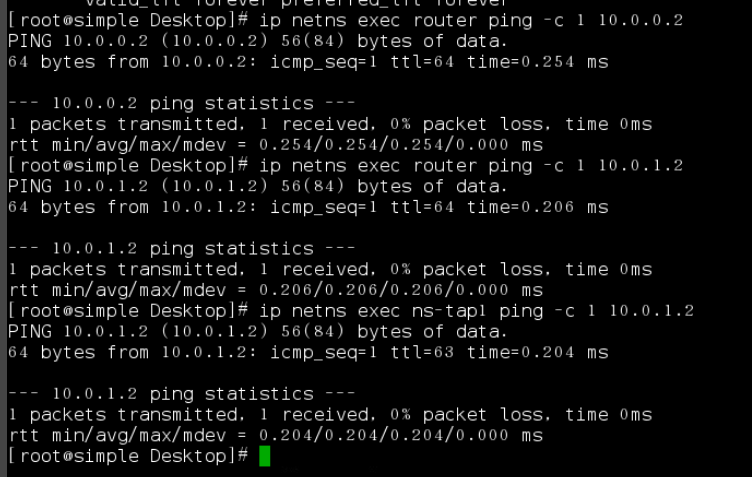 valid_lft forever preferred_lft forever
[root@simple Desktop]# ip netns exec router ping -c 1 10.0.0.2
PING 10.0.0.2 (10.0.0.2) 56(84) bytes of data.
64 bytes from 10.0.0.2: icmp_seq=1 ttl=64 time=0.254 ms
--- 10.0.0.2 ping statistics ---
1 packets transmitted, 1 received, 0% packet loss, time 0ms
rtt min/avg/max/mdev = 0.254/0.254/0.254/0.000 ms
[root@simple Desktop]# ip netns exec router ping -c 1 10.0.1.2
PING 10.0.1.2 (10.0.1.2) 56(84) bytes of data.
64 bytes from 10.0.1.2: icmp_seq=1 ttl=64 time=0.206 ms
--- 10.0.1.2 ping statistics ---
1 packets transmitted, 1 received, 0% packet loss, time 0ms
rtt min/avg/max/mdev = 0.206/0.206/0.206/0.000 ms
[root@simple Desktop]# ip netns exec ns-tap1 ping -c 1 10.0.1.2
PING 10.0.1.2 (10.0.1.2) 56(84) bytes of data.
64 bytes from 10.0.1.2: icmp_seq=1 ttl=63 time=0.204 ms
--- 10.0.1.2 ping statistics ---
1 packets transmitted, 1 received, 0% packet loss, time 0ms
rtt min/avg/max/mdev = 0.204/0.204/0.204/0.000 ms
[root@simple Desktop]#